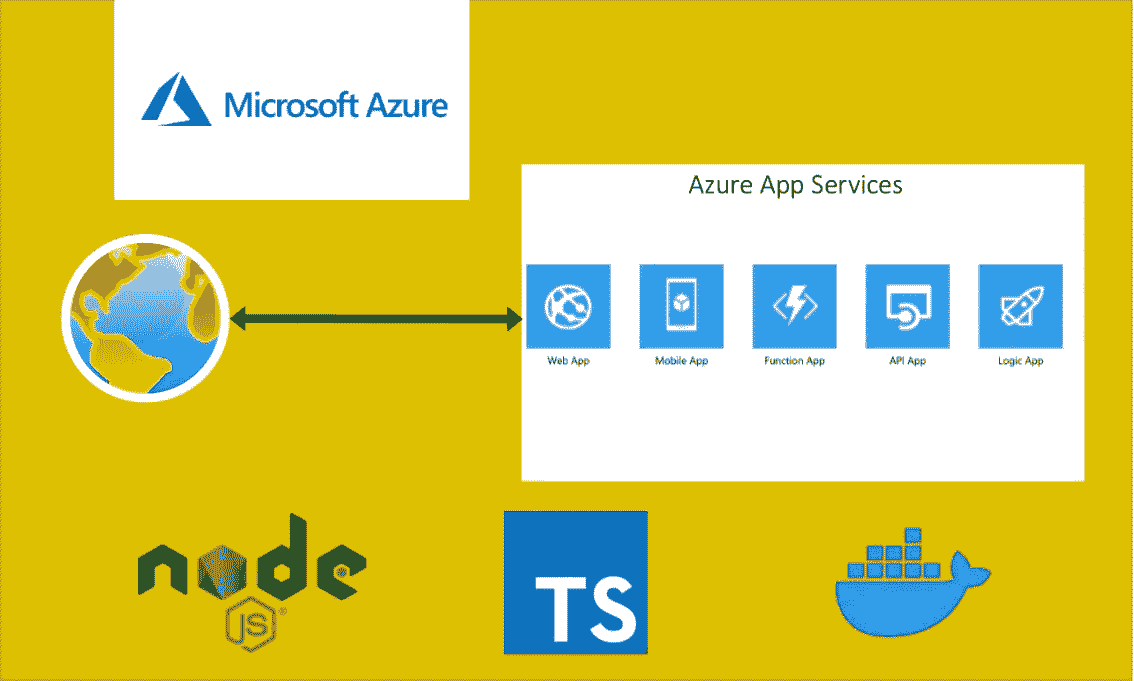 Microsoft Azure
Azure App Services
Web App
Mobile App
Function App
API App
Logic App
node
JS®
TS